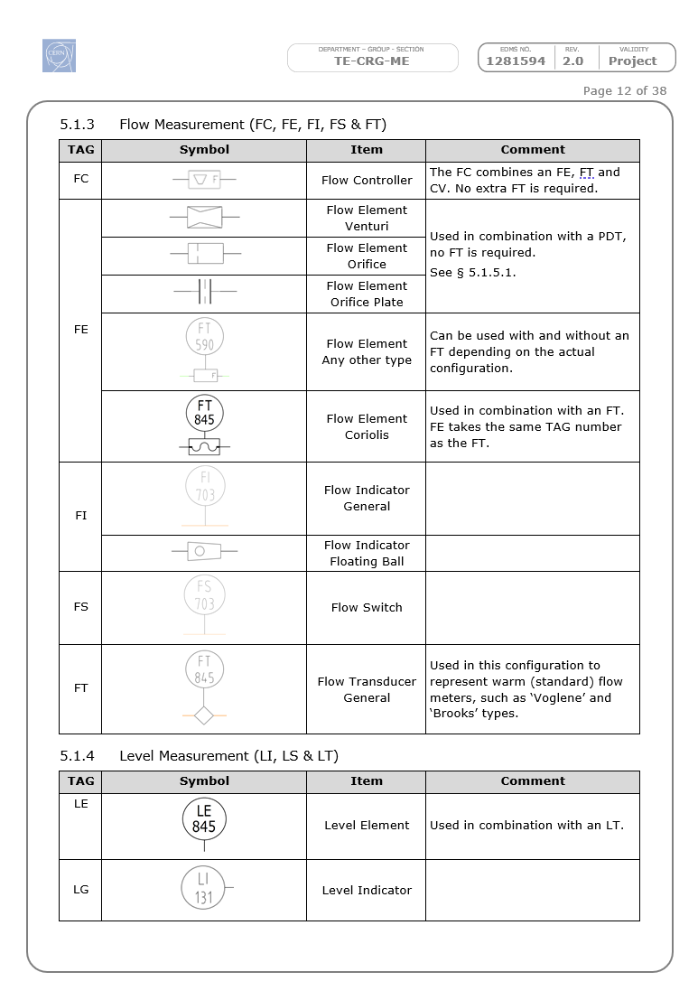 CERN
DEPARTMENT – GROUP - SECTION
TE-CRG-ME
EDMS NO.
1281594
REV.
2.0
VALIDITY
Project
Page 12 of 38
5.1.3 Flow Measurement (FC, FE, FI, FS & FT)
TAG Symbol Item Comment
FC
F
Flow Controller
The FC combines an FE, FT and
CV. No extra FT is required.
FE
Flow Element
Venturi
Used in combination with a PDT,
no FT is required.
See § 5.1.5.1.
Flow Element
Orifice
Flow Element
Orifice Plate
FT
590
F
Flow Element
Any other type
Can be used with and without an
FT depending on the actual
configuration.
FT
845
Flow Element
Coriolis
Used in combination with an FT.
FE takes the same TAG number
as the FT.
FI
FI
703
Flow Indicator
General
Flow Indicator
Floating Ball
FS
FS
703
Flow Switch
FT
FT
845
Flow Transducer
General
Used in this configuration to
represent warm (standard) flow
meters, such as ‘Voglene’ and
‘Brooks’ types.
5.1.4 Level Measurement (LI, LS & LT)
TAG Symbol Item Comment
LE
LE
845
Level Element
Used in combination with an LT.
LG
LI
131
Level Indicator